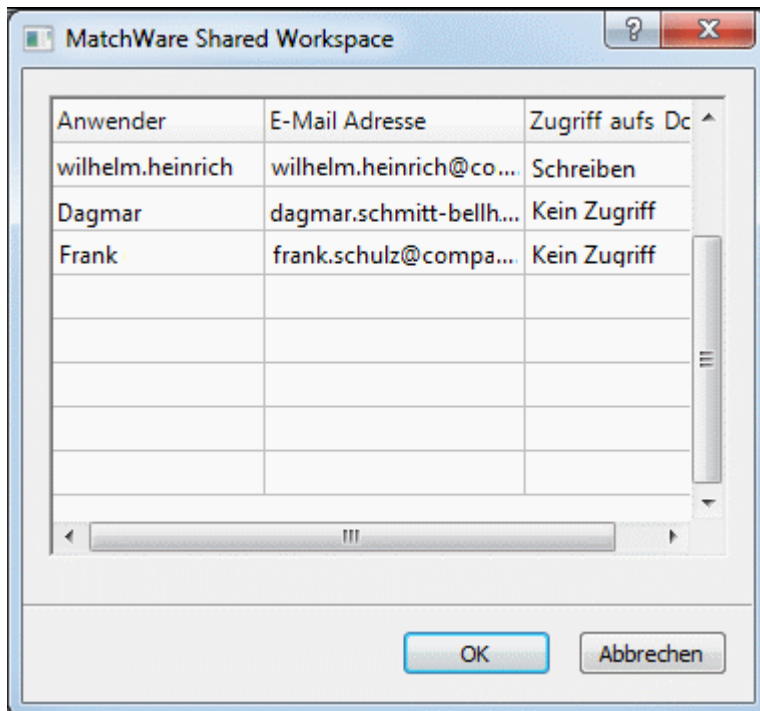 MatchWare Shared Workspace
Anwender E-Mail Adresse Zugriff aufs Dc
wilhelm.heinrich wilhelm.heinrich@co.... Schreiben
Dagmar dagmar.schmitt-bellh... Kein Zugriff
Frank frank.schulz@compa.... Kein Zugriff
OK Abbrechen